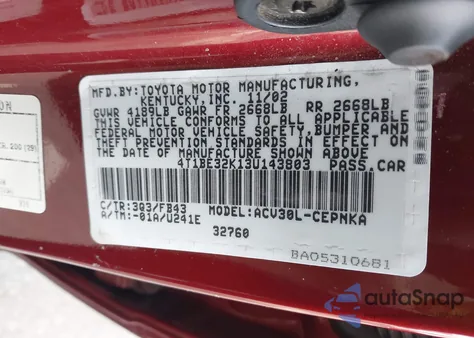 MFD.BY: TOYOTA MOTOR MANUFACTURING,
KENTUCKY, INC. 11/02
GVWR 4189LB GAWR FR 2668LB RR 2668LB
THIS VEHICLE CONFORMS TO ALL APPLICABLE
FEDERAL MOTOR VEHICLE SAFETY, BUMPER AND
THEFT PREVENTION STANDARDS IN EFFECT ON
THE DATE OF MANUFACTURE SHOWN ABOVE.
4T1BE32K13U143803 PASS.CAR
C/TR: 3Q3/FB43 MODEL: ACV30L-CEPNKA
A/TM: -01A/U241E
32760
BA05310681
ON
autoSnap